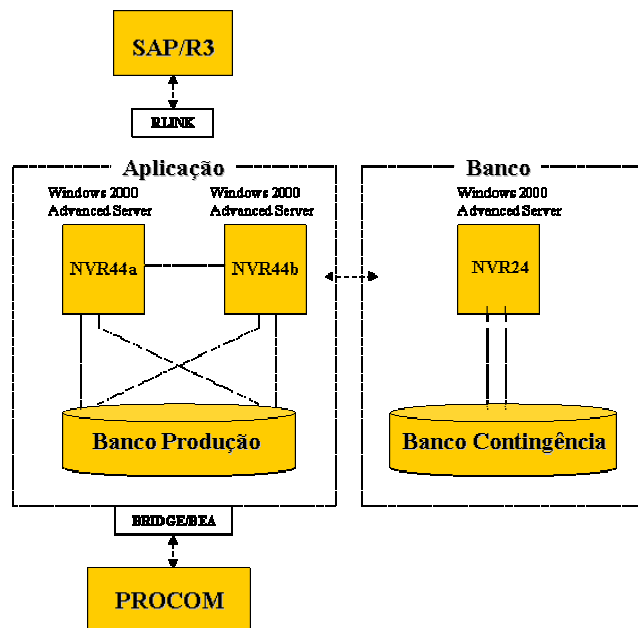 SAP/R3
RLINK
Aplicação
Banco
Windows 2000
Advanced Server
Windows 2000
Advanced Server
Windows 2000
Advanced Server
NVR44a
NVR44b
NVR24
Banco Produção
Banco Contingência
BRIDGE/BEA
PROCOM